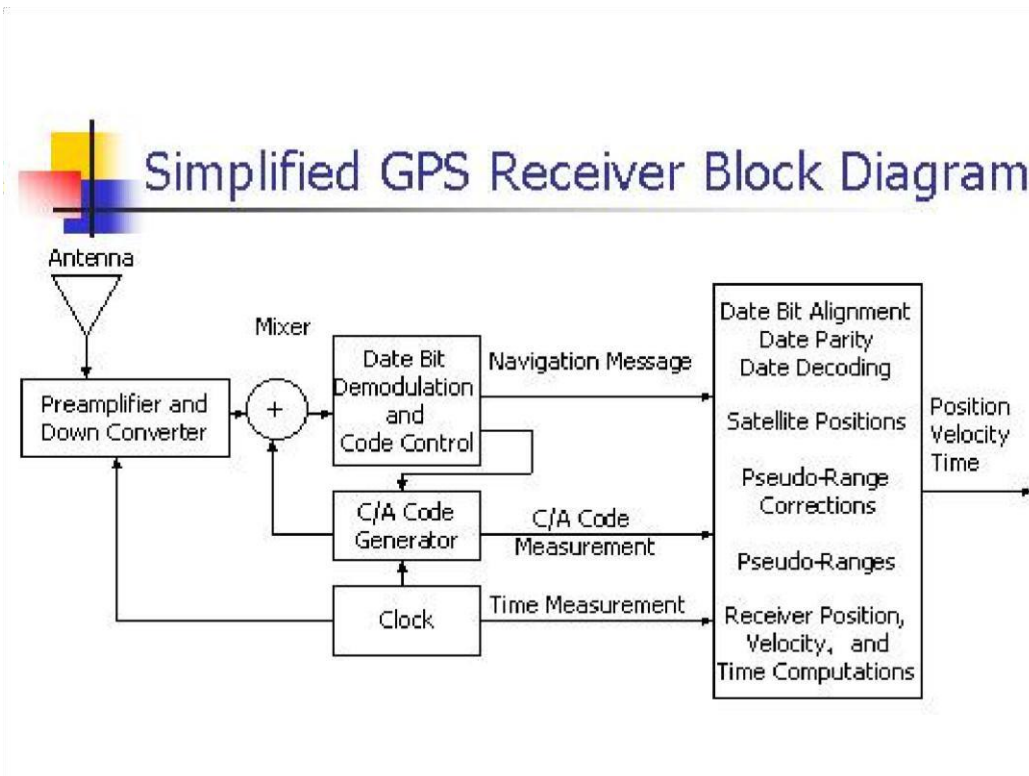 Simplified GPS Receiver Block Diagram
Antenna
Mixer
Preamplifier and
Down Converter
+
Date Bit
Demodulation
and
Code Control
Navigation Message
C/A Code
Generator
C/A Code
Measurement
Clock
Time Measurement
Date Bit Alignment
Date Parity
Date Decoding
Satellite Positions
Pseudo-Range
Corrections
Pseudo-Ranges
Receiver Position,
Velocity, and
Time Computations
Position
Velocity
Time